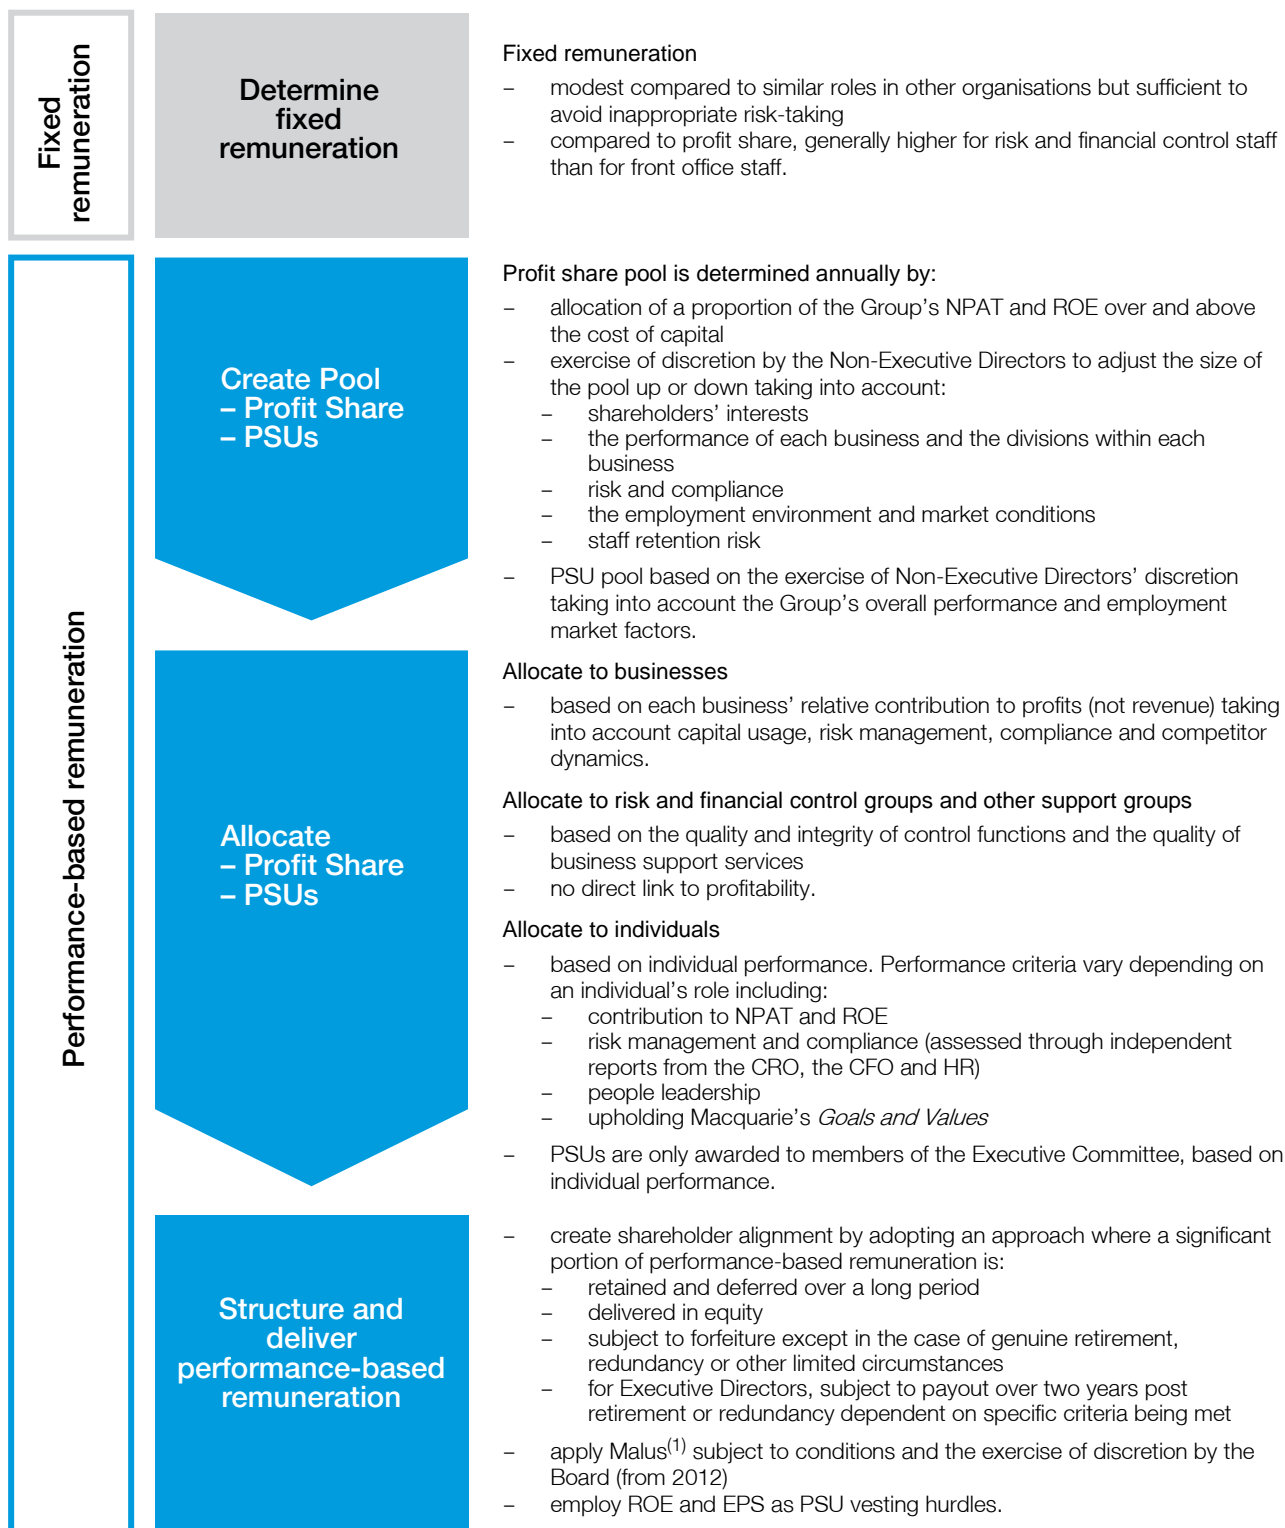 Fixed
remuneration
Determine
fixed
remuneration
Fixed remuneration
– modest compared to similar roles in other organisations but sufficient to
avoid inappropriate risk-taking
– compared to profit share, generally higher for risk and financial control staff
than for front office staff.
Performance-based remuneration
Create Pool
– Profit Share
– PSUs
Profit share pool is determined annually by:
– allocation of a proportion of the Group’s NPAT and ROE over and above
the cost of capital
– exercise of discretion by the Non-Executive Directors to adjust the size of
the pool up or down taking into account:
– shareholders’ interests
– the performance of each business and the divisions within each
business
– risk and compliance
– the employment environment and market conditions
– staff retention risk
– PSU pool based on the exercise of Non-Executive Directors’ discretion
taking into account the Group’s overall performance and employment
market factors.
Allocate
– Profit Share
– PSUs
Allocate to businesses
– based on each business’ relative contribution to profits (not revenue) taking
into account capital usage, risk management, compliance and competitor
dynamics.
Allocate to risk and financial control groups and other support groups
– based on the quality and integrity of control functions and the quality of
business support services
– no direct link to profitability.
Allocate to individuals
– based on individual performance. Performance criteria vary depending on
an individual’s role including:
– contribution to NPAT and ROE
– risk management and compliance (assessed through independent
reports from the CRO, the CFO and HR)
– people leadership
– upholding Macquarie’s Goals and Values
– PSUs are only awarded to members of the Executive Committee, based on
individual performance.
Structure and
deliver
performance-based
remuneration
– create shareholder alignment by adopting an approach where a significant
portion of performance-based remuneration is:
– retained and deferred over a long period
– delivered in equity
– subject to forfeiture except in the case of genuine retirement,
redundancy or other limited circumstances
– for Executive Directors, subject to payout over two years post
retirement or redundancy dependent on specific criteria being met
– apply Malus(1) subject to conditions and the exercise of discretion by the
Board (from 2012)
– employ ROE and EPS as PSU vesting hurdles.